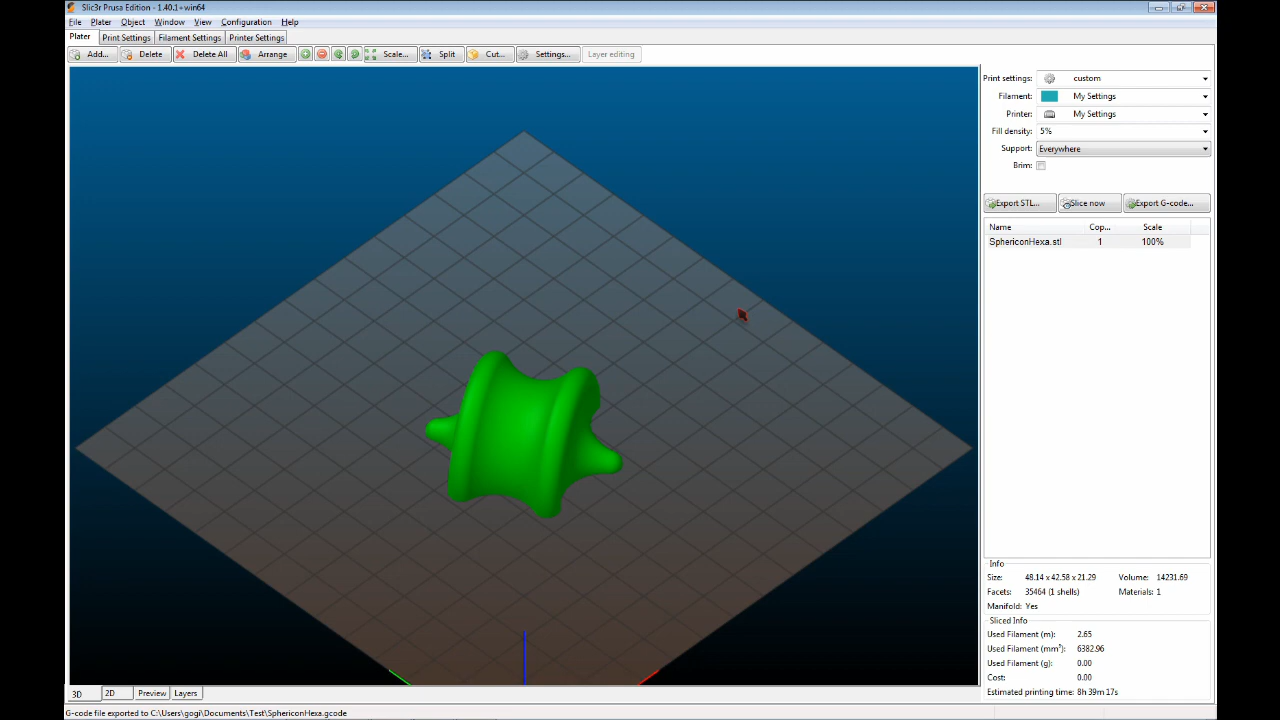 Slic3r Prusa Edition - 1.40.1+win64
File Plater Object Window View Configuration Help
Plater Print Settings Filament Settings Printer Settings
Add... Delete Delete All Arrange Scale... Split Cut... Settings... Layer editing
Print settings: custom
Filament: My Settings
Printer: My Settings
Fill density: 5%
Support: Everywhere
Brim:
Export STL... Slice now Export G-code...
Name Cop... Scale
SphericonHexa.stl 1 100%
Info
Size: 48.14 x 42.58 x 21.29 Volume: 14231.69
Facets: 35464 (1 shells) Materials: 1
Manifold: Yes
Sliced Info
Used Filament (m): 2.65
Used Filament (mm³): 6382.96
Used Filament (g): 0.00
Cost: 0.00
Estimated printing time: 8h 39m 17s
3D 2D Preview Layers
G-code file exported to C:\Users\gogi\Documents\Test\SphericonHexa.gcode